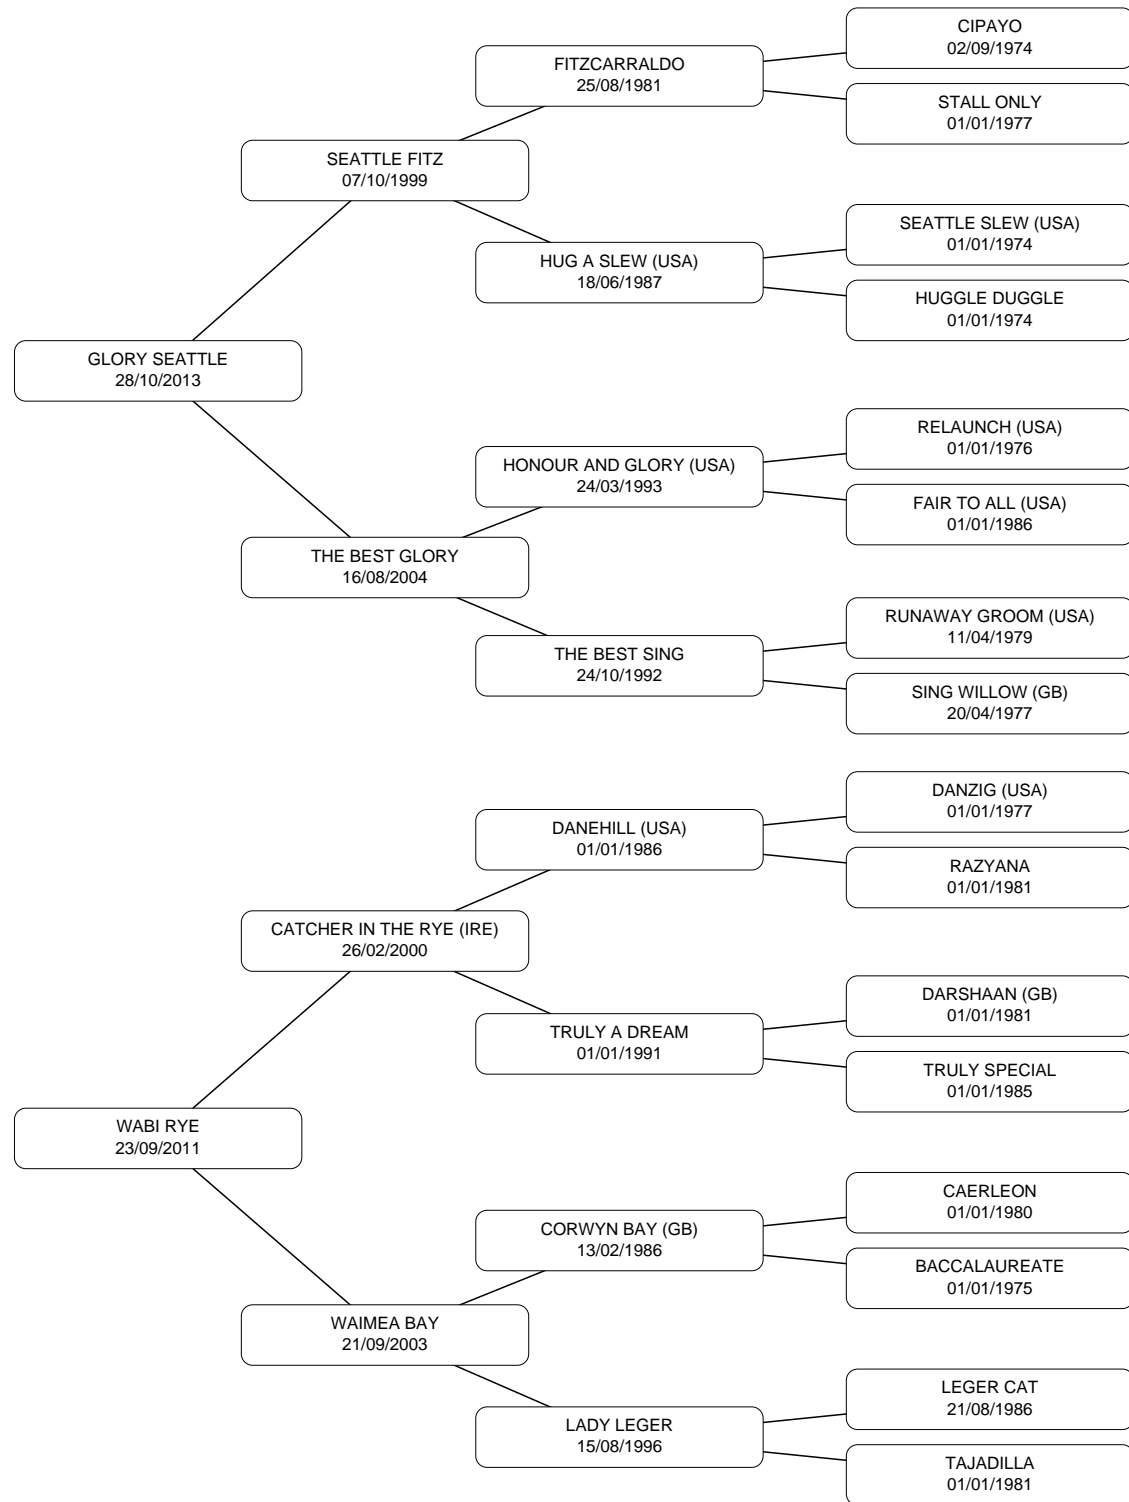 CIPAYO
02/09/1974
FITZCARRALDO
25/08/1981
STALL ONLY
01/01/1977
SEATTLE FITZ
07/10/1999
SEATTLE SLEW (USA)
01/01/1974
HUG A SLEW (USA)
18/06/1987
HUGGLE DUGGLE
01/01/1974
GLORY SEATTLE
28/10/2013
RELAUNCH (USA)
01/01/1976
HONOUR AND GLORY (USA)
24/03/1993
FAIR TO ALL (USA)
01/01/1986
THE BEST GLORY
16/08/2004
RUNAWAY GROOM (USA)
11/04/1979
THE BEST SING
24/10/1992
SING WILLOW (GB)
20/04/1977
DANZIG (USA)
01/01/1977
DANEHILL (USA)
01/01/1986
RAZYANA
01/01/1981
CATCHER IN THE RYE (IRE)
26/02/2000
DARSHAAN (GB)
01/01/1981
TRULY A DREAM
01/01/1991
TRULY SPECIAL
01/01/1985
WABI RYE
23/09/2011
CAERLEON
01/01/1980
CORWYN BAY (GB)
13/02/1986
BACCALAUREATE
01/01/1975
WAIMEA BAY
21/09/2003
LEGER CAT
21/08/1986
LADY LEGER
15/08/1996
TAJADILLA
01/01/1981